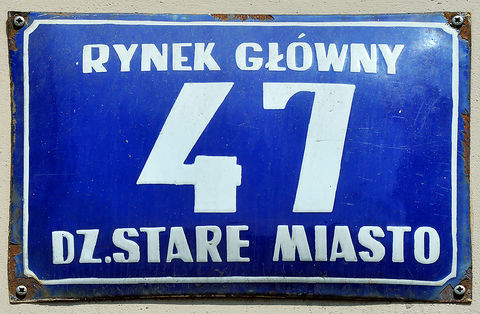 RYNEK GŁÓWNY
47
DZ.STARE MIASTO